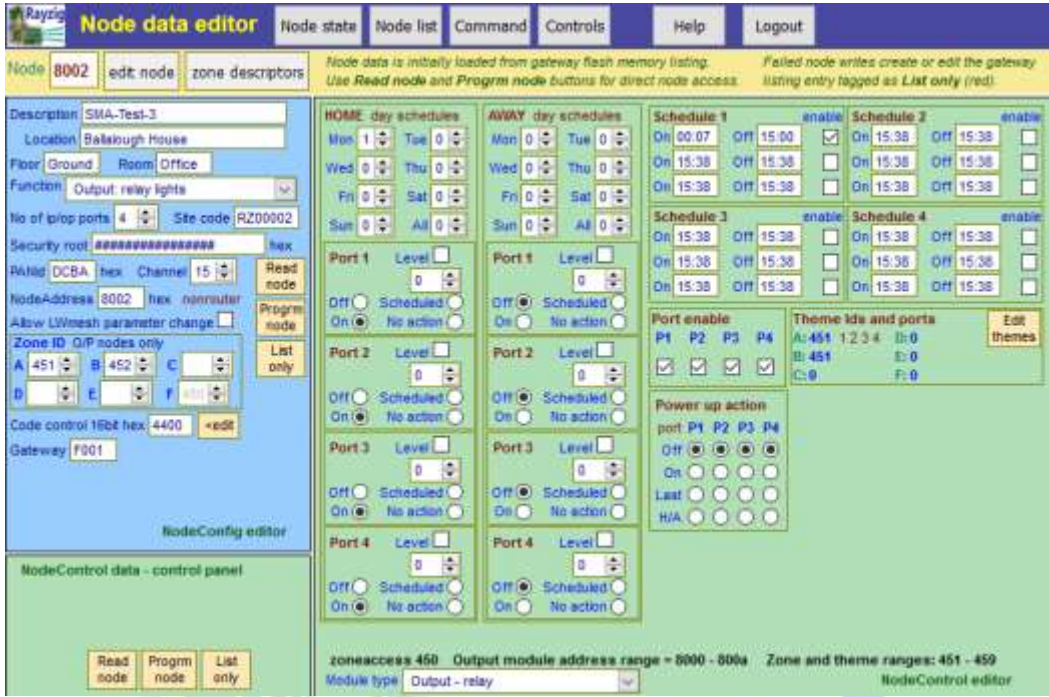 Rayzig
Node data editor
Node state Node list Command Controls Help Logout
Node 8002 edit node zone descriptors
Node data is initially loaded from gateway flash memory listing.
Use Read node and Progrm node buttons for direct node access.
Failed node writes create or edit the gateway
listing entry tagged as List only (red).
Description SMA-Test-3
Location Ballalough House
Floor Ground Room Office
Function Output: relay lights
No of ip/op ports 4 Site code RZ00002
Security root ################ hex
PANid DCBA hex Channel 15
Read node
NodeAddress 8002 hex nonrouter
Progrm node
Allow LWmesh parameter change
List only
Zone ID O/P nodes only
A 451 B 452 C
D E F
Code control 16bit hex 4400 <edit
Gateway F001
NodeConfig editor
NodeControl data - control panel
Read node Progrm node List only
HOME day schedules
Mon 1 Tue 0
Wed 0 Thu 0
Fri 0 Sat 0
Sun 0 All 0
Port 1 Level
0
Off Scheduled
On No action
Port 2 Level
0
Off Scheduled
On No action
Port 3 Level
0
Off Scheduled
On No action
Port 4 Level
0
Off Scheduled
On No action
AWAY day schedules
Mon 0 Tue 0
Wed 0 Thu 0
Fri 0 Sat 0
Sun 0 All 0
Port 1 Level
0
Off Scheduled
On No action
Port 2 Level
0
Off Scheduled
On No action
Port 3 Level
0
Off Scheduled
On No action
Port 4 Level
0
Off Scheduled
On No action
Schedule 1 enable
On 00:07 Off 15:00
On 15:38 Off 15:38
On 15:38 Off 15:38
Schedule 2 enable
On 15:38 Off 15:38
On 15:38 Off 15:38
On 15:38 Off 15:38
Schedule 3 enable
On 15:38 Off 15:38
On 15:38 Off 15:38
On 15:38 Off 15:38
Schedule 4 enable
On 15:38 Off 15:38
On 15:38 Off 15:38
On 15:38 Off 15:38
Port enable
P1 P2 P3 P4
Theme Ids and ports
Edit themes
A:451 1 2 3 4 D:0
B:451 E:0
C:0 F:0
Power up action
port P1 P2 P3 P4
Off
On
Last
H/A
zoneaccess 450 Output module address range = 8000 - 800a Zone and theme ranges: 451 - 459
Module type Output - relay
NodeControl editor